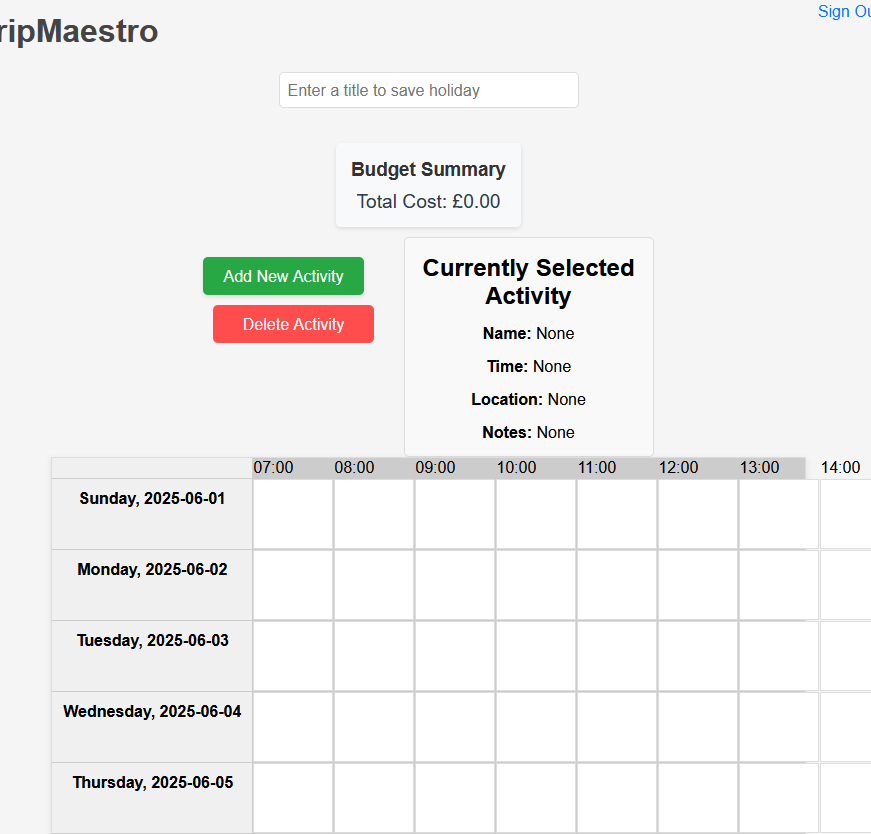 ripMaestro
Sign Ou
Enter a title to save holiday
Budget Summary
Total Cost: £0.00
Add New Activity
Delete Activity
Currently Selected
Activity
Name: None
Time: None
Location: None
Notes: None
07:00 08:00 09:00 10:00 11:00 12:00 13:00 14:00
Sunday, 2025-06-01
Monday, 2025-06-02
Tuesday, 2025-06-03
Wednesday, 2025-06-04
Thursday, 2025-06-05